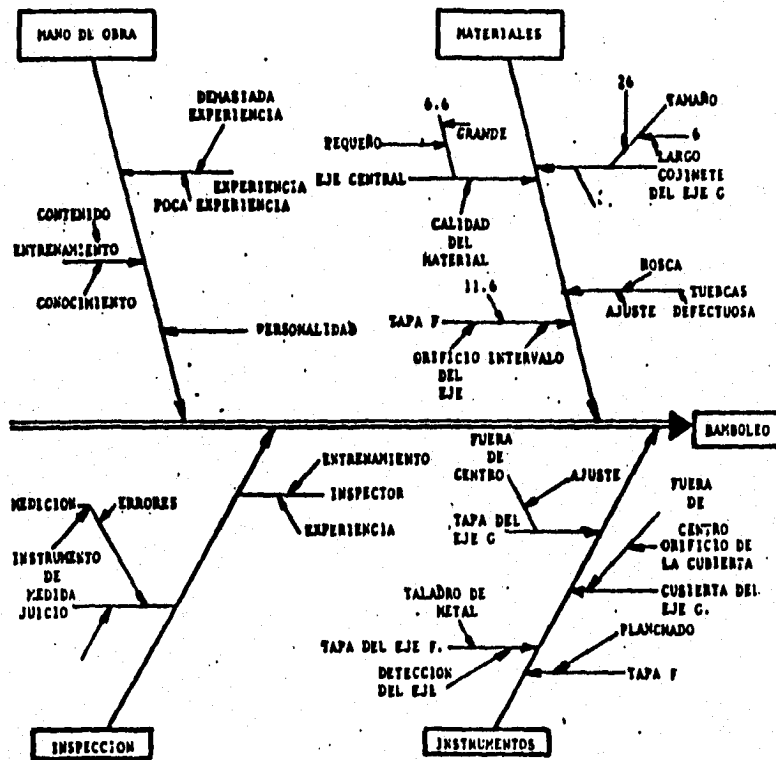 MANO DE OBRA
MATERIALES
DEMASIADA
EXPERIENCIA
EXPERIENCIA
POCA EXPERIENCIA
CONTENIDO
ENTRENAMIENTO
CONOCIMIENTO
PERSONALIDAD
6.6
GRANDE
PEQUEÑO
EJE CENTRAL
CALIDAD
DEL
MATERIAL
26
TAMAÑO
6
LARGO
COJINETE
DEL EJE G
ROSCA
TUERCAS
AJUSTE DEFECTUOSA
11.6
TAPA F
ORIFICIO INTERVALO
DEL
EJE
BAMBOLEO
ENTRENAMIENTO
INSPECTOR
EXPERIENCIA
MEDICION
ERRORES
INSTRUMENTO
DE
MEDIDA
JUICIO
FUERA
DE
CENTRO
AJUSTE
TAPA DEL
EJE G
FUERA
DE
CENTRO
ORIFICIO DE
LA CUBIERTA
CUBIERTA DEL
EJE G.
TALADRO DE
METAL
TAPA DEL EJE F.
DETECCION
DEL EJE
PLANCHADO
TAPA F
INSPECCION
INSTRUMENTOS